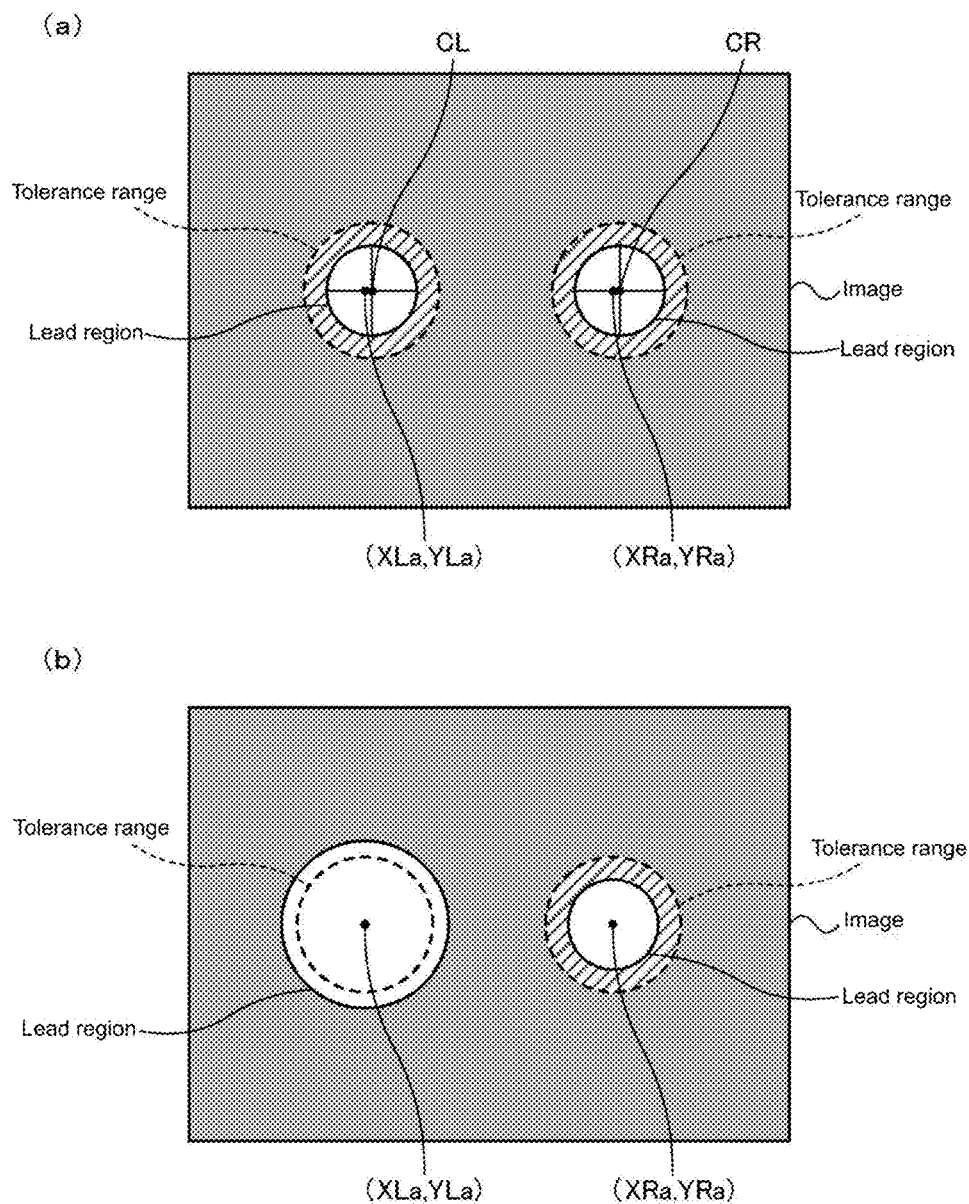 (a)
CL
CR
Tolerance range
Tolerance range
Image
Lead region
Lead region
(XLa,YLa)
(XRa,YRa)
(b)
Tolerance range
Tolerance range
Image
Lead region
Lead region
(XLa,YLa)
(XRa,YRa)